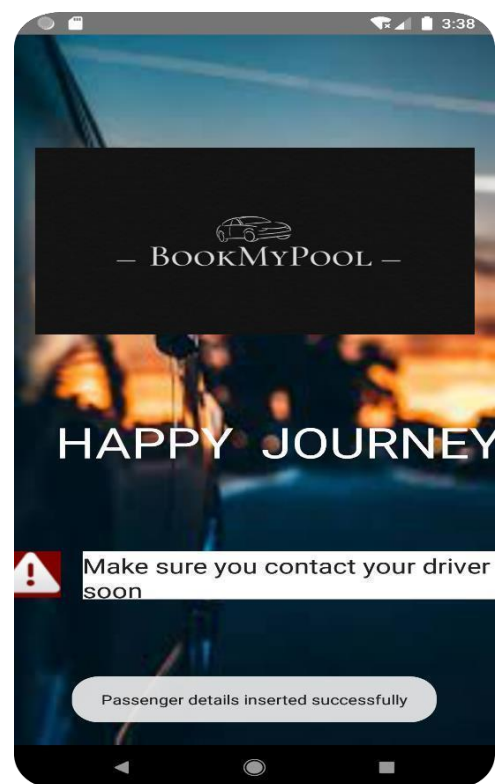 3:38
– BOOKMYPOOL –
HAPPY JOURNEY
Make sure you contact your driver
soon
Passenger details inserted successfully